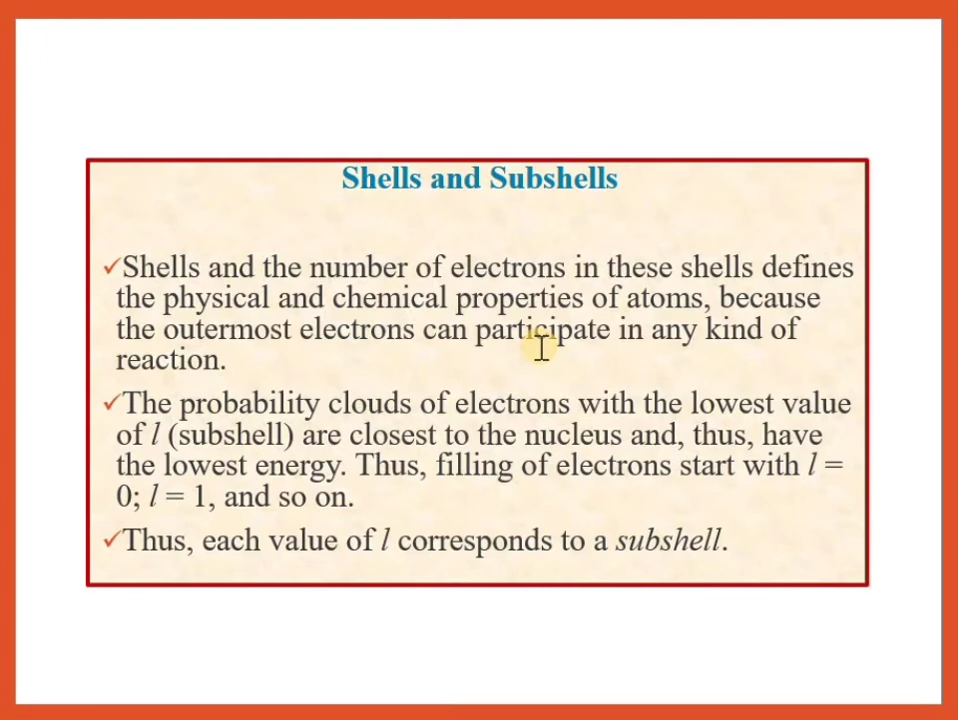 Shells and Subshells
✓Shells and the number of electrons in these shells defines
the physical and chemical properties of atoms, because
the outermost electrons can participate in any kind of
reaction.
✓The probability clouds of electrons with the lowest value
of l (subshell) are closest to the nucleus and, thus, have
the lowest energy. Thus, filling of electrons start with l =
0; l = 1, and so on.
✓Thus, each value of l corresponds to a subshell.